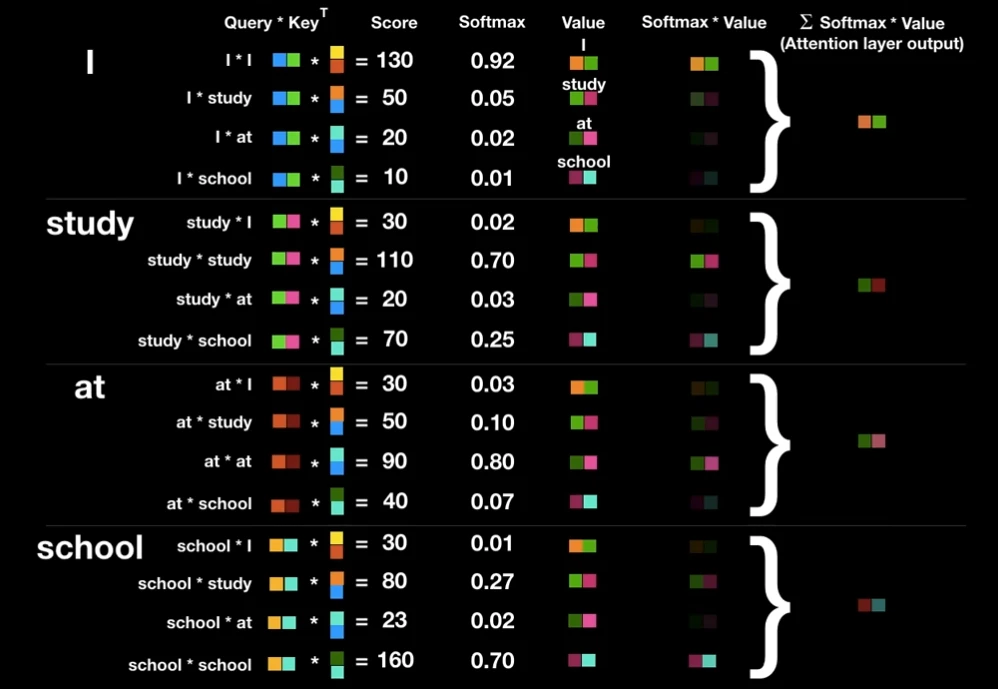 Query * Key^T Score Softmax Value Softmax * Value Σ Softmax * Value
(Attention layer output)
I
I
I * I * = 130 0.92
study
I * study * = 50 0.05
at
I * at * = 20 0.02
school
I * school * = 10 0.01
study
study * I * = 30 0.02
study * study * = 110 0.70
study * at * = 20 0.03
study * school * = 70 0.25
at
at * I * = 30 0.03
at * study * = 50 0.10
at * at * = 90 0.80
at * school * = 40 0.07
school
school * I * = 30 0.01
school * study * = 80 0.27
school * at * = 23 0.02
school * school * = 160 0.70